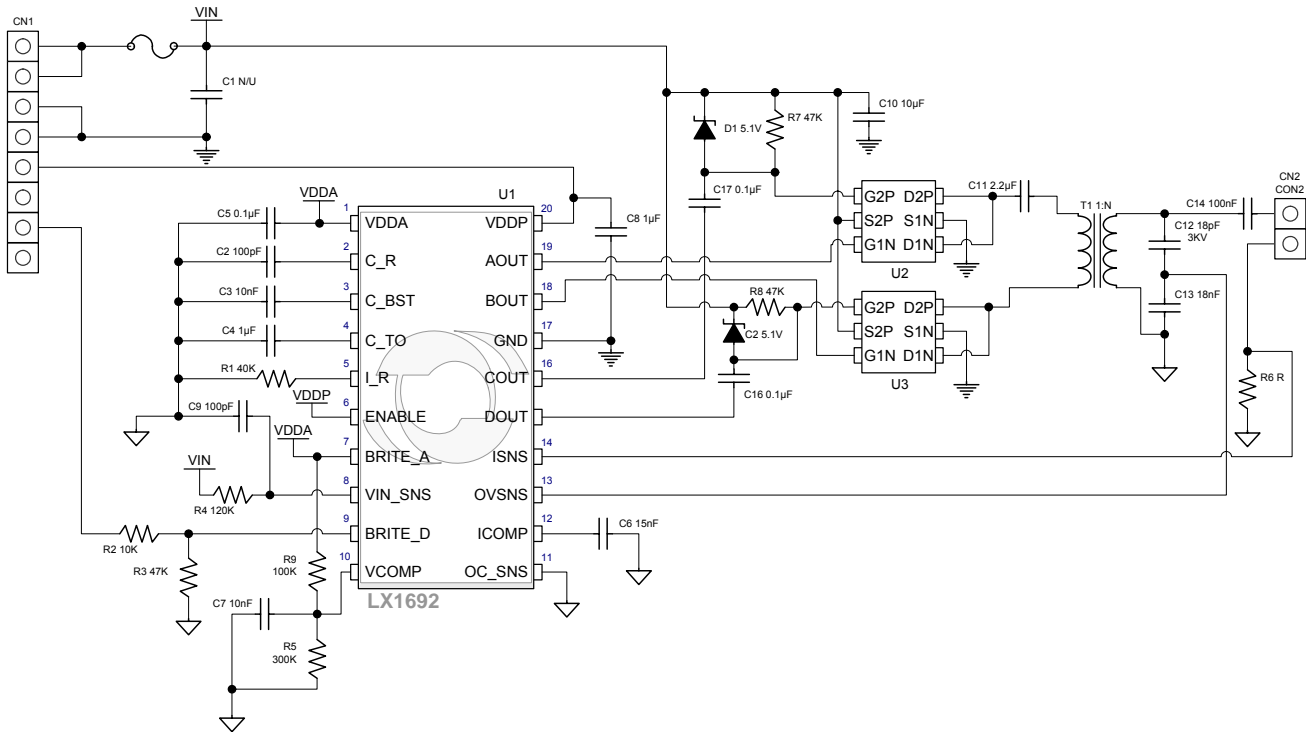 CN1
VIN
C1 N/U
VDDA
C5 0.1µF
C2 100pF
C3 10nF
C4 1µF
R1 40K
VDDP
C9 100pF
VDDA
VIN
R4 120K
R2 10K
R3 47K
R9
100K
C7 10nF
R5
300K
U1
1 VDDA VDDP 20
2 C_R AOUT 19
3 C_BST BOUT 18
4 C_TO GND 17
5 I_R COUT 16
6 ENABLE DOUT 15
7 BRITE_A ISNS 14
8 VIN_SNS OVSNS 13
9 BRITE_D ICOMP 12
10 VCOMP OC_SNS 11
LX1692
C8 1µF
C6 15nF
D1 5.1V
R7 47K
C10 10µF
C17 0.1µF
R8 47K
C2 5.1V
C16 0.1µF
G2P D2P
S2P S1N
G1N D1N
U2
G2P D2P
S2P S1N
G1N D1N
U3
C11 2.2µF
T1 1:N
C14 100nF
C12 18pF
3KV
C13 18nF
CN2
CON2
R6 R